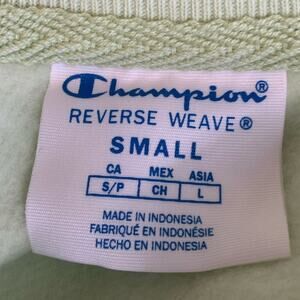 Champion®
REVERSE WEAVE®
SMALL
CA MEX ASIA
S/P CH L
MADE IN INDONESIA
FABRIQUÉ EN INDONÉSIE
HECHO EN INDONESIA